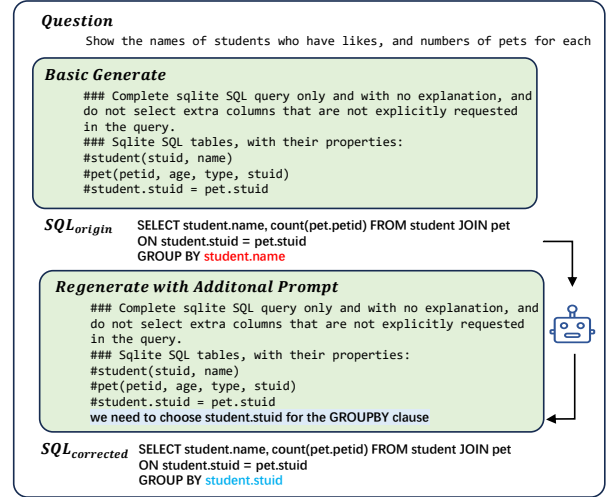 Question
Show the names of students who have likes, and numbers of pets for each
Basic Generate
### Complete sqlite SQL query only and with no explanation, and
do not select extra columns that are not explicitly requested
in the query.
### Sqlite SQL tables, with their properties:
#student(stuid, name)
#pet(petid, age, type, stuid)
#student.stuid = pet.stuid
SQLorigin SELECT student.name, count(pet.petid) FROM student JOIN pet
ON student.stuid = pet.stuid
GROUP BY student.name
Regenerate with Additonal Prompt
### Complete sqlite SQL query only and with no explanation, and
do not select extra columns that are not explicitly requested
in the query.
### Sqlite SQL tables, with their properties:
#student(stuid, name)
#pet(petid, age, type, stuid)
#student.stuid = pet.stuid
we need to choose student.stuid for the GROUPBY clause
SQLcorrected SELECT student.name, count(pet.petid) FROM student JOIN pet
ON student.stuid = pet.stuid
GROUP BY student.stuid